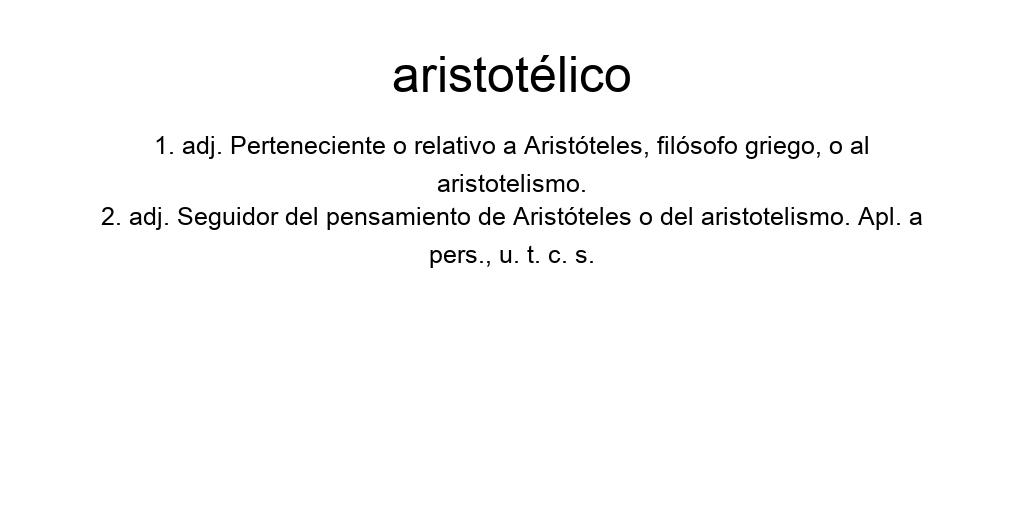 aristotélico
1. adj. Perteneciente o relativo a Aristóteles, filósofo griego, o al
aristotelismo.
2. adj. Seguidor del pensamiento de Aristóteles o del aristotelismo. Apl. a
pers., u. t. c. s.